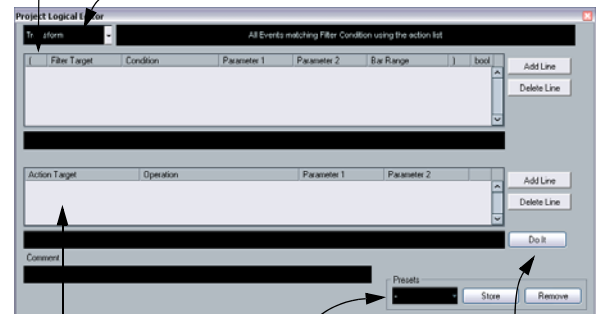 Project Logical Editor
Transform All Events matching Filter Condition using the action list
( Filter Target Condition Parameter 1 Parameter 2 Bar Range ) bool
Add Line
Delete Line
Action Target Operation Parameter 1 Parameter 2
Add Line
Delete Line
Do It
Comment
Presets
- Store Remove